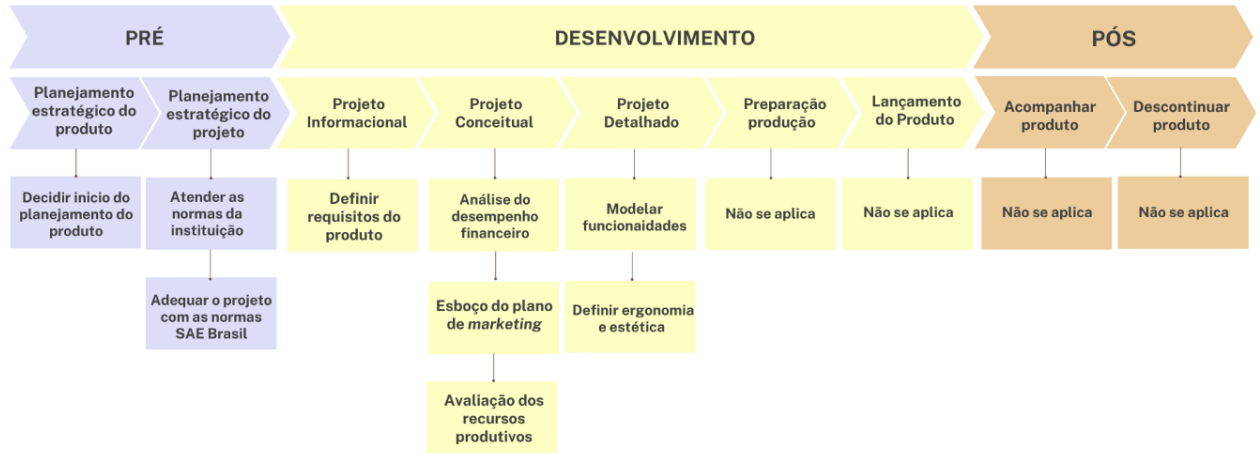 PRÉ
DESENVOLVIMENTO
PÓS
Planejamento
estratégico do
produto
Planejamento
estratégico do
projeto
Projeto
Informacional
Projeto
Conceitual
Projeto
Detalhado
Preparação
produção
Lançamento
do Produto
Acompanhar
produto
Descontinuar
produto
Decidir inicio do
planejamento do
produto
Atender as
normas da
instituição
Definir
requisitos do
produto
Análise do
desempenho
financeiro
Modelar
funcionaidades
Não se aplica
Não se aplica
Não se aplica
Não se aplica
Adequar o projeto
com as normas
SAE Brasil
Esboço do plano
de marketing
Definir ergonomia
e estética
Avaliação dos
recursos
produtivos